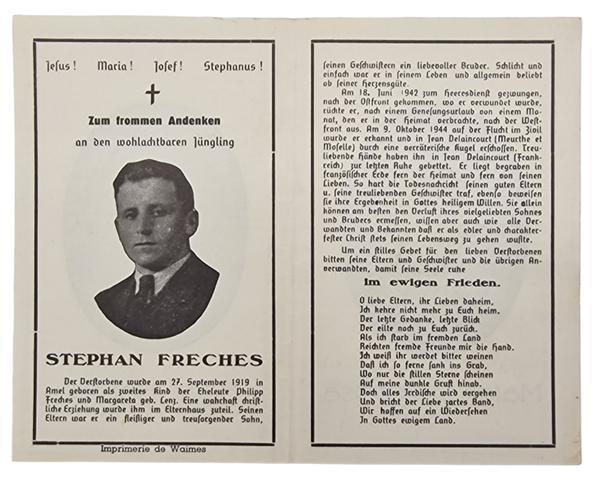 Jesus! Maria! Josef! Stephanus!
Zum frommen Andenken
an den wohlachtbaren Jüngling
STEPHAN FRECHES
Der Verstorbene wurde am 27. September 1919 in
Amel geboren als zweites Kind der Eheleute Philipp
Freches und Margareta geb. Lenz. Eine wahrhaft christ-
liche Erziehung wurde ihm im Elternhaus zuteil. Seinen
Eltern war er ein fleißiger und treusorgender Sohn,
Imprimerie de Waimes
seinen Geschwistern ein liebevoller Bruder. Schlicht und
einfach war er in seinem Leben und allgemein beliebt
ob seiner Herzensgüte.
Am 18. Juni 1942 zum Heeresdienst gezwungen,
nach der Ostfront gekommen, wo er verwundet wurde,
rückte er, nach einem Genesungsurlaub von einem Mo-
nat, den er in der Heimat verbrachte, nach der West-
front aus. Am 9. Oktober 1944 auf der Flucht im Zivil
wurde er erkannt und in Jean Delaincourt (Meurthe et
Moselle) durch eine verräterische Kugel erschossen. Treu-
liebende Hände haben ihn in Jean Delaincourt (Frank-
reich) zur letzten Ruhe gebettet. Er liegt begraben in
französischer Erde fern der Heimat und fern von seinen
Lieben. So hart die Todesnachricht seinen guten Eltern
u. seine treuliebenden Geschwister traf, ebenso beweisen
sie ihre Ergebenheit in Gottes heiligem Willen. Sie allein
können am besten den Verlust ihres vielgeliebten Sohnes
und Bruders ermessen, wissen aber auch wie alle Ver-
wandten und Bekannten daß er als edler und charakter-
fester Christ stets seinen Lebensweg zu gehen wußte.
Um ein stilles Gebet für den lieben Verstorbenen
bitten seine Eltern und Geschwister und die übrigen An-
verwandten, damit seine Seele ruhe
Im ewigen Frieden.
O liebe Eltern, ihr Lieben daheim,
Ich kehre nicht mehr zu Euch heim.
Der letzte Gedanke, letzte Blick
Der eilte noch zu Euch zurück.
Als ich starb im fremden Land
Reichten fremde Freunde mir die Hand.
Ich weiß ihr werdet bitter weinen
Daß ich so ferne sank ins Grab,
Wo nur die stillen Sterne scheinen
Auf meine dunkle Gruft hinab.
Doch alles Irdische wird vergehen
Und bricht der Liebe zartes Band,
Wir hoffen auf ein Wiedersehen
In Gottes ewigem Land.